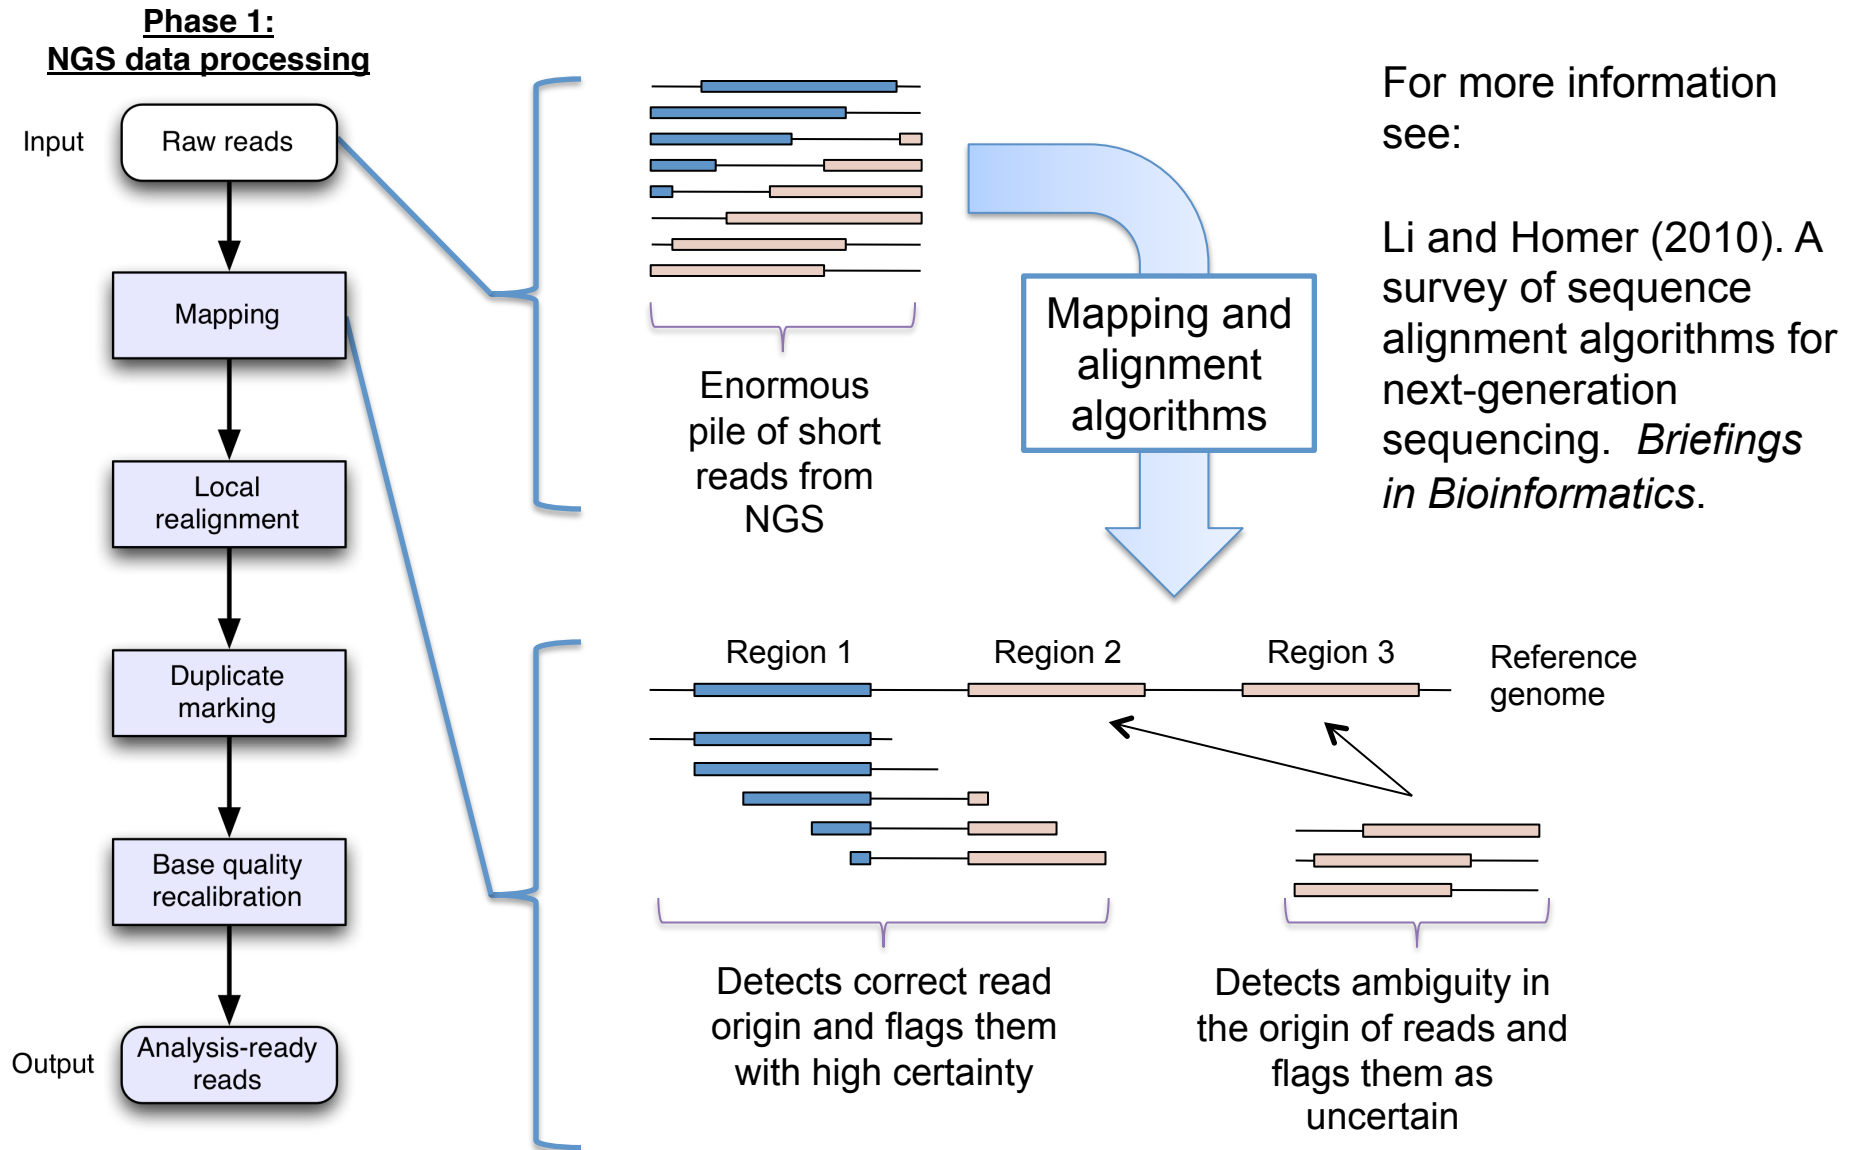 Phase 1:
NGS data processing
Input
Raw reads
Mapping
Local
realignment
Duplicate
marking
Base quality
recalibration
Output
Analysis-ready
reads
Enormous
pile of short
reads from
NGS
Mapping and
alignment
algorithms
For more information
see:
Li and Homer (2010). A
survey of sequence
alignment algorithms for
next-generation
sequencing. Briefings
in Bioinformatics.
Region 1
Region 2
Region 3
Reference
genome
Detects correct read
origin and flags them
with high certainty
Detects ambiguity in
the origin of reads and
flags them as
uncertain